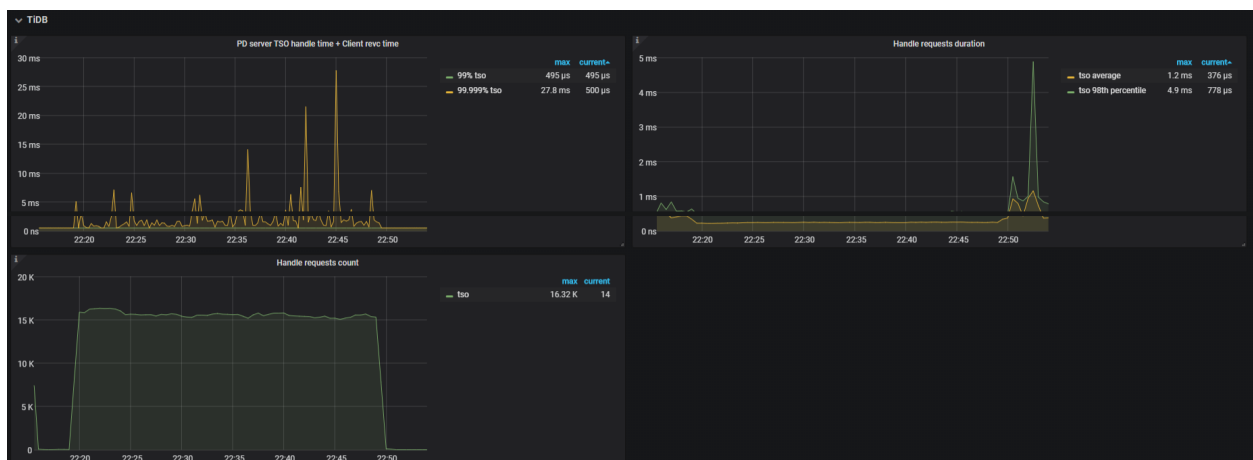 TiDB
PD server TSO handle time + Client revc time
30 ms
25 ms
20 ms
15 ms
10 ms
5 ms
0 ns
22:20 22:25 22:30 22:35 22:40 22:45 22:50
max current
99% tso 495 µs 495 µs
99.999% tso 27.8 ms 500 µs
Handle requests duration
5 ms
4 ms
3 ms
2 ms
1 ms
0 ns
22:20 22:25 22:30 22:35 22:40 22:45 22:50
max current
tso average 1.2 ms 376 µs
tso 98th percentile 4.9 ms 778 µs
Handle requests count
20 K
15 K
10 K
5 K
0
22:20 22:25 22:30 22:35 22:40 22:45 22:50
max current
tso 16.32 K 14